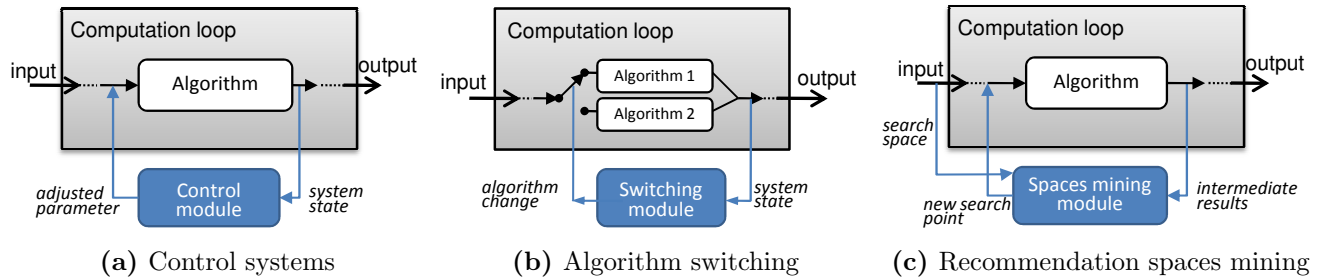 Computation loop
input
Algorithm
output
adjusted
parameter
Control
module
system
state
(a) Control systems
Computation loop
input
Algorithm 1
Algorithm 2
output
algorithm
change
Switching
module
system
state
(b) Algorithm switching
Computation loop
input
Algorithm
output
search
space
new search
point
Spaces mining
module
intermediate
results
(c) Recommendation spaces mining